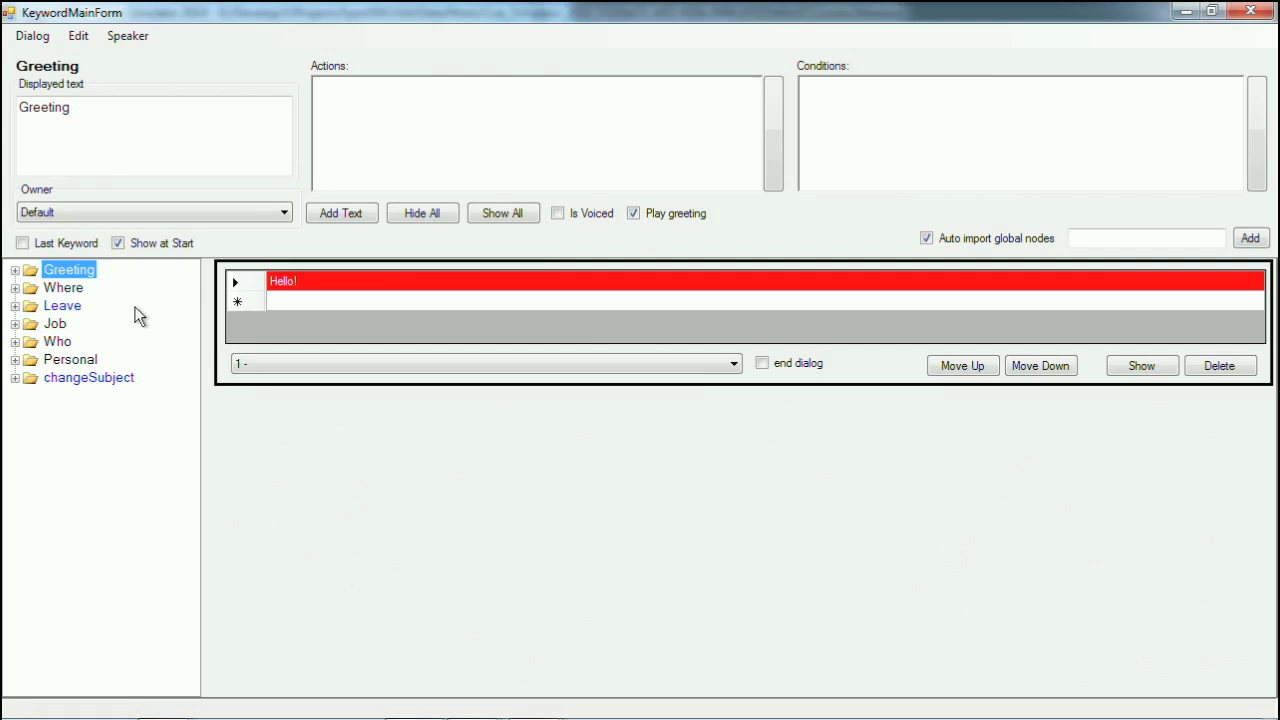 KeywordMainForm
Dialog Edit Speaker
Greeting
Displayed text
Greeting
Actions:
Conditions:
Owner
Default
Add Text Hide All Show All Is Voiced Play greeting
Last Keyword Show at Start
Auto import global nodes Add
Greeting
Where
Leave
Job
Who
Personal
changeSubject
Hello!
1 -
end dialog
Move Up Move Down Show Delete